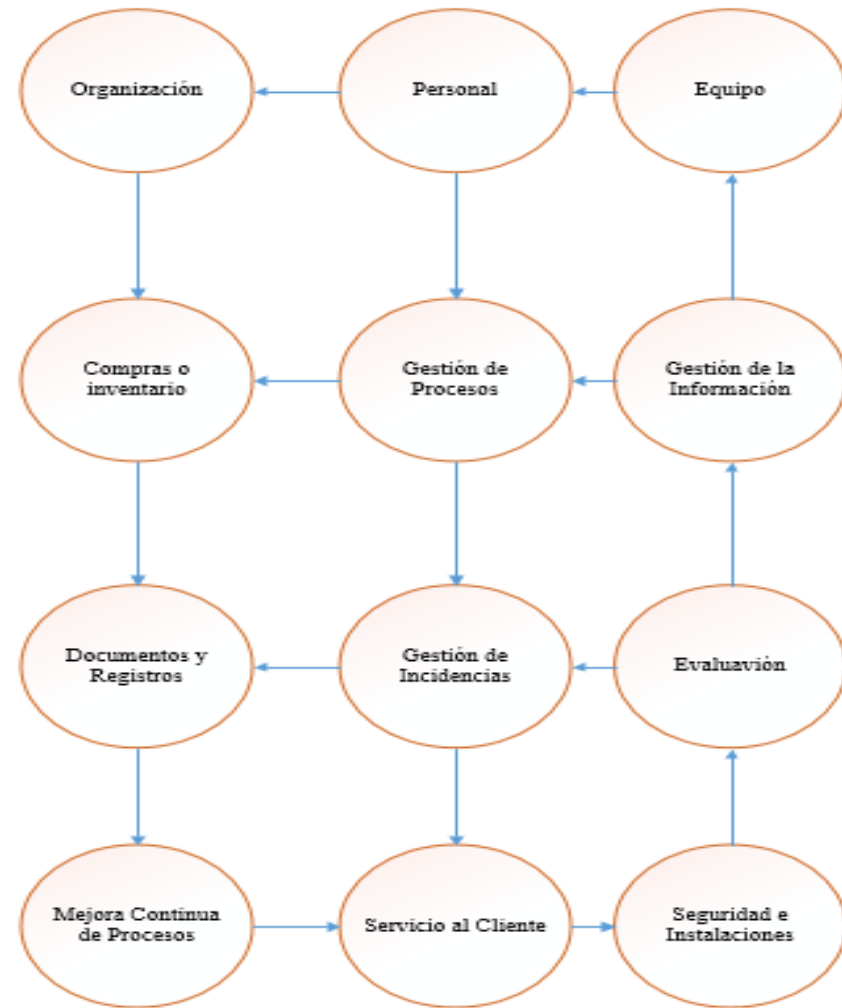 Organización
Personal
Equipo
Compras o
inventario
Gestión de
Procesos
Gestión de la
Información
Documentos y
Registros
Gestión de
Incidencias
Evaluavión
Mejora Continua
de Procesos
Servicio al Cliente
Seguridad e
Instalaciones